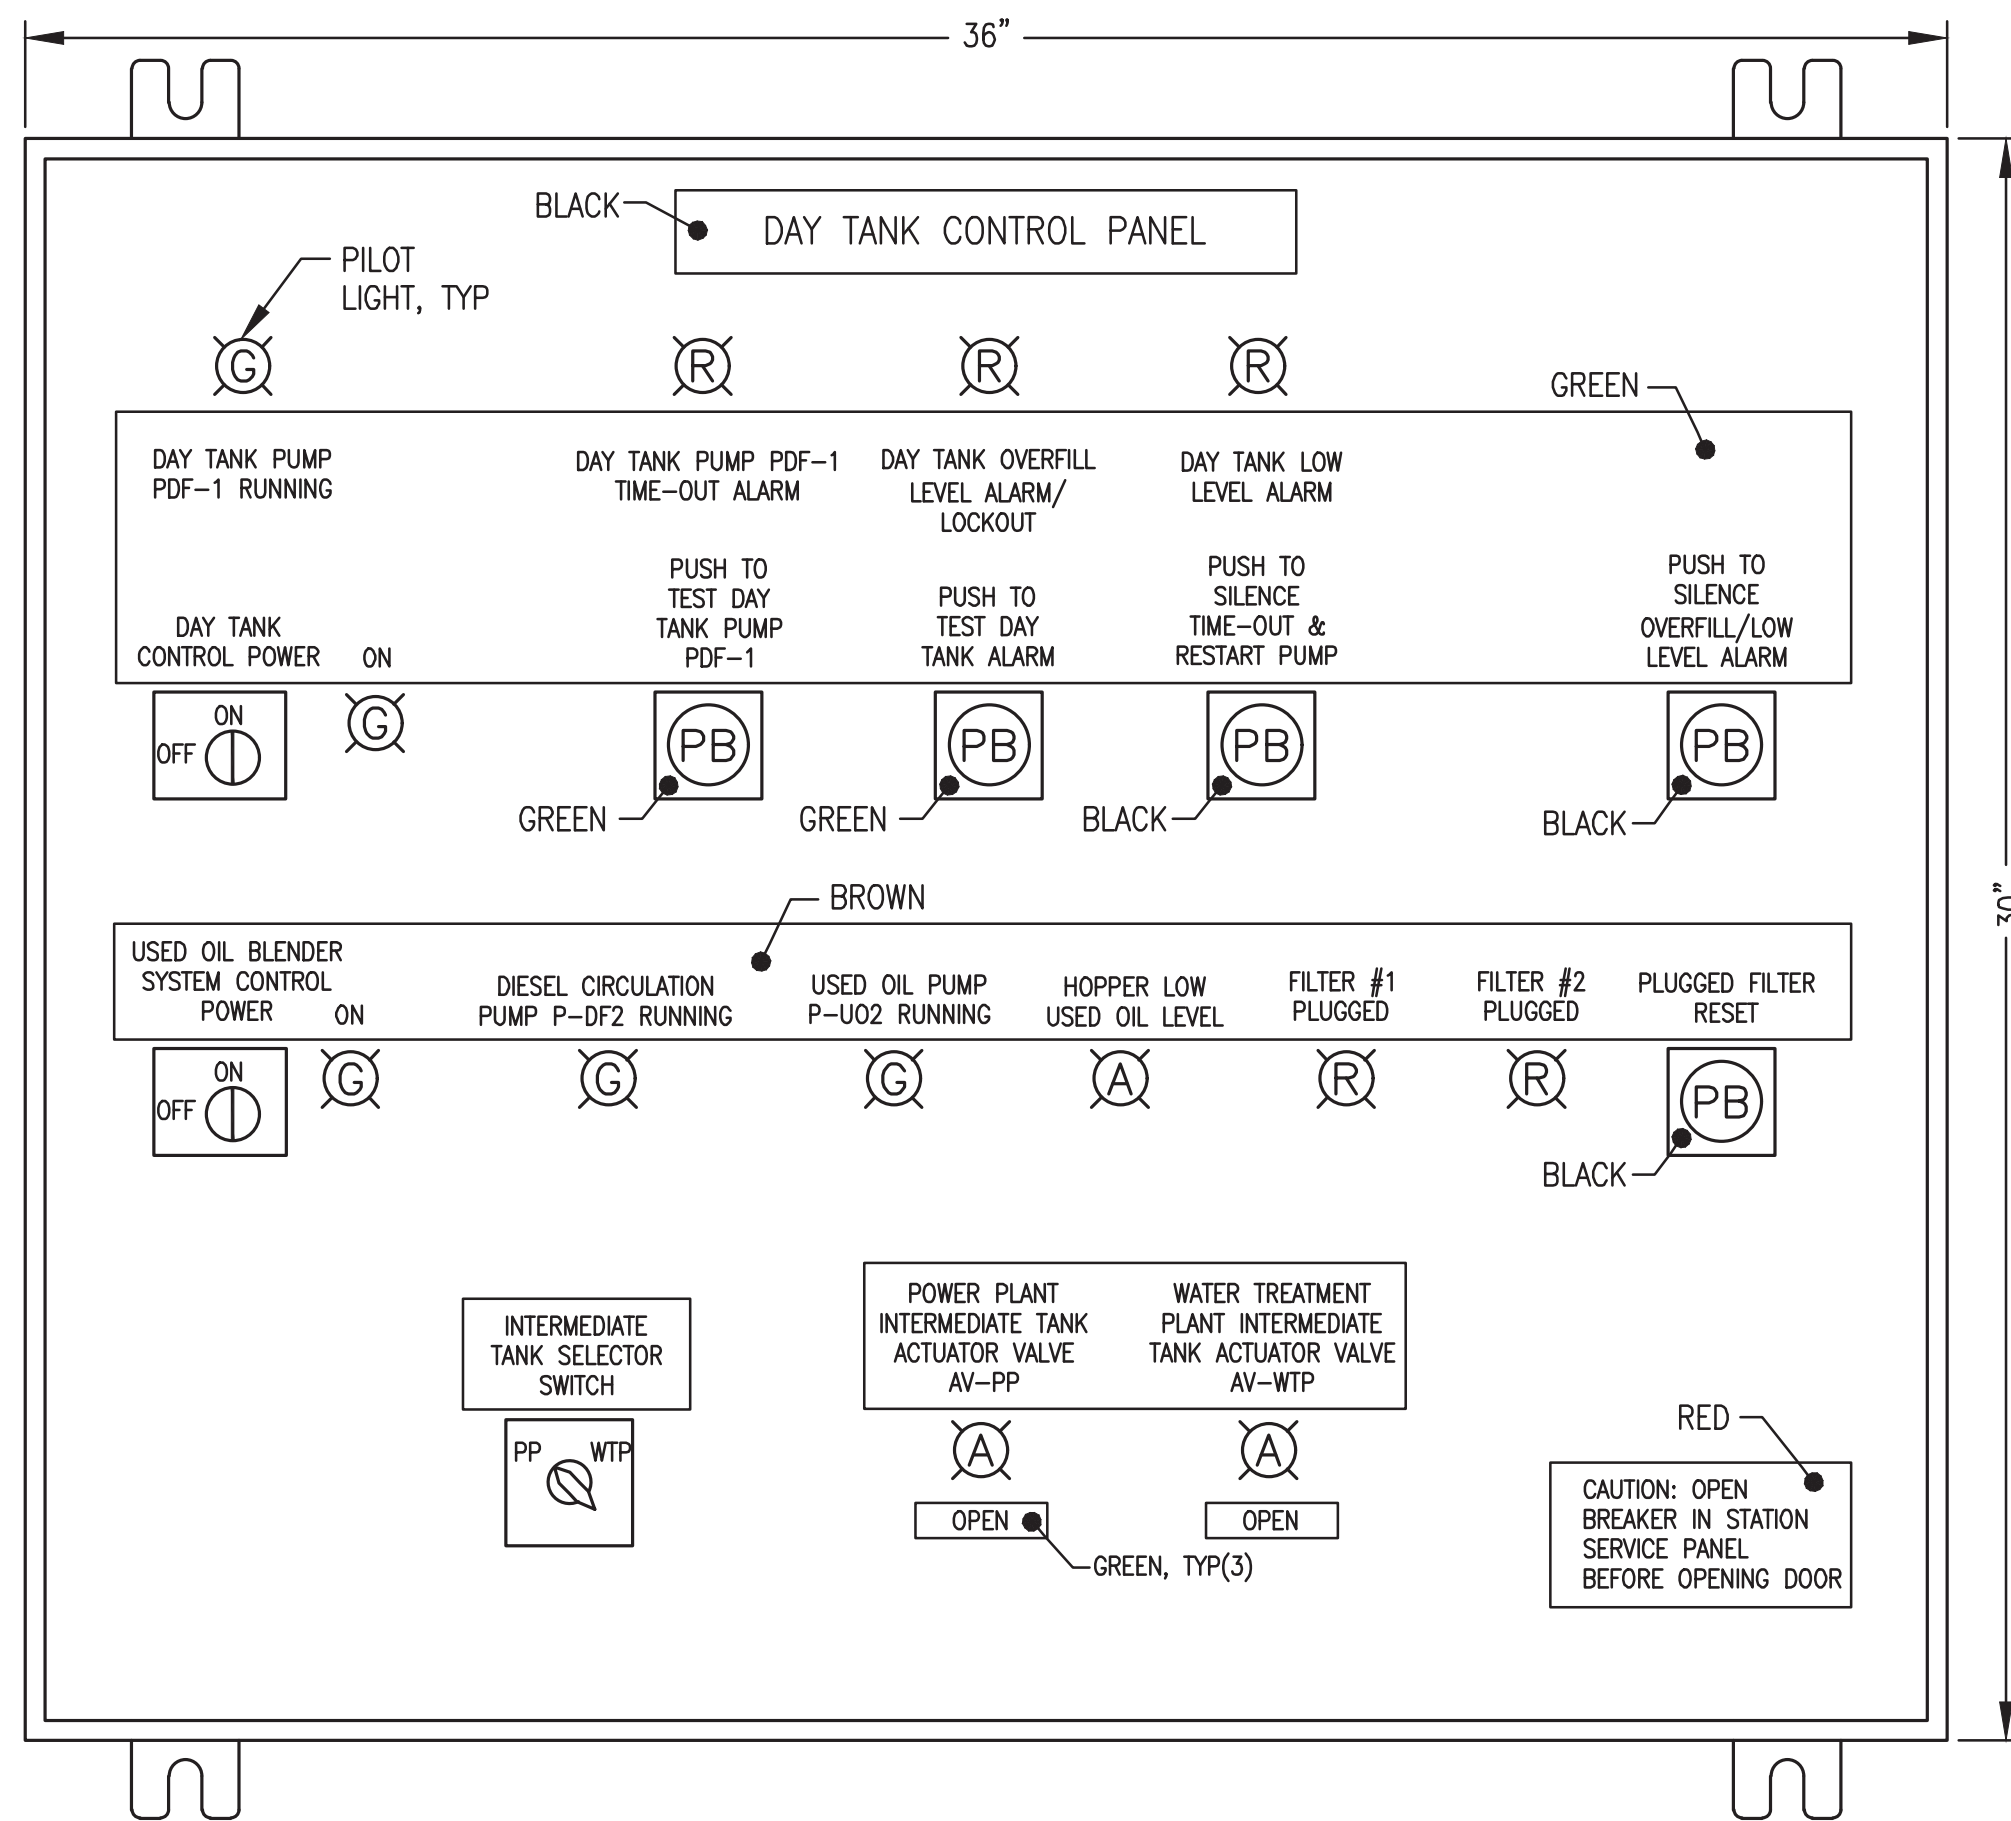 36”
BLACK
DAY TANK CONTROL PANEL
PILOT
LIGHT, TYP
G
R
R
R
GREEN
DAY TANK PUMP
PDF-1 RUNNING
DAY TANK PUMP PDF-1
TIME-OUT ALARM
DAY TANK OVERFILL
LEVEL ALARM/
LOCKOUT
DAY TANK LOW
LEVEL ALARM
DAY TANK
CONTROL POWER
ON
PUSH TO
TEST DAY
TANK PUMP
PDF-1
PUSH TO
TEST DAY
TANK ALARM
PUSH TO
SILENCE
TIME-OUT &
RESTART PUMP
PUSH TO
SILENCE
OVERFILL/LOW
LEVEL ALARM
ON
OFF
G
PB
PB
PB
PB
GREEN
GREEN
BLACK
BLACK
30”
BROWN
USED OIL BLENDER
SYSTEM CONTROL
POWER
ON
DIESEL CIRCULATION
PUMP P-DF2 RUNNING
USED OIL PUMP
P-UO2 RUNNING
HOPPER LOW
USED OIL LEVEL
FILTER #1
PLUGGED
FILTER #2
PLUGGED
PLUGGED FILTER
RESET
ON
OFF
G
G
G
A
R
R
PB
BLACK
INTERMEDIATE
TANK SELECTOR
SWITCH
POWER PLANT
INTERMEDIATE TANK
ACTUATOR VALVE
AV-PP
WATER TREATMENT
PLANT INTERMEDIATE
TANK ACTUATOR VALVE
AV-WTP
PP
WTP
A
A
OPEN
OPEN
GREEN, TYP(3)
RED
CAUTION: OPEN
BREAKER IN STATION
SERVICE PANEL
BEFORE OPENING DOOR